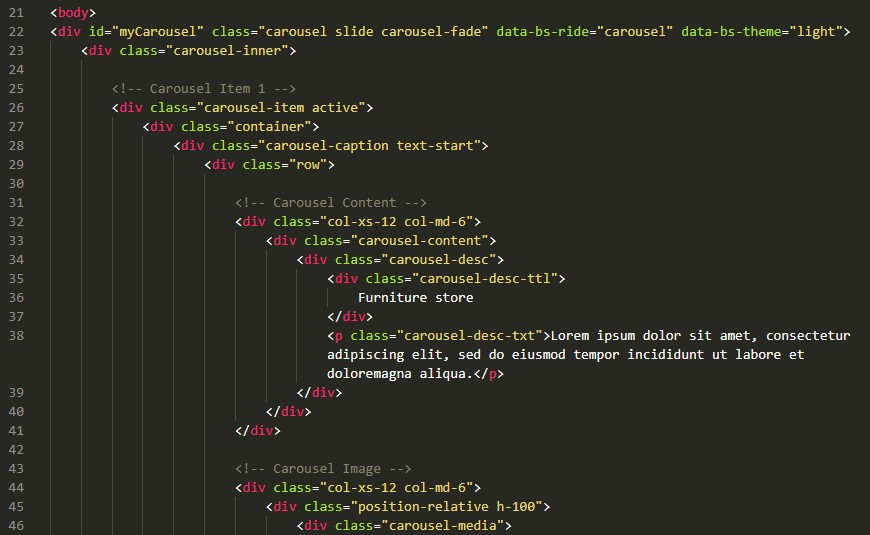 21 <body>
22 <div id="myCarousel" class="carousel slide carousel-fade" data-bs-ride="carousel" data-bs-theme="light">
23 <div class="carousel-inner">
24
25 <!-- Carousel Item 1 -->
26 <div class="carousel-item active">
27 <div class="container">
28 <div class="carousel-caption text-start">
29 <div class="row">
30
31 <!-- Carousel Content -->
32 <div class="col-xs-12 col-md-6">
33 <div class="carousel-content">
34 <div class="carousel-desc">
35 <div class="carousel-desc-ttl">
36 Furniture store
37 </div>
38 <p class="carousel-desc-txt">Lorem ipsum dolor sit amet, consectetur
adipiscing elit, sed do eiusmod tempor incididunt ut labore et
doloremagna aliqua.</p>
39 </div>
40 </div>
41 </div>
42
43 <!-- Carousel Image -->
44 <div class="col-xs-12 col-md-6">
45 <div class="position-relative h-100">
46 <div class="carousel-media">